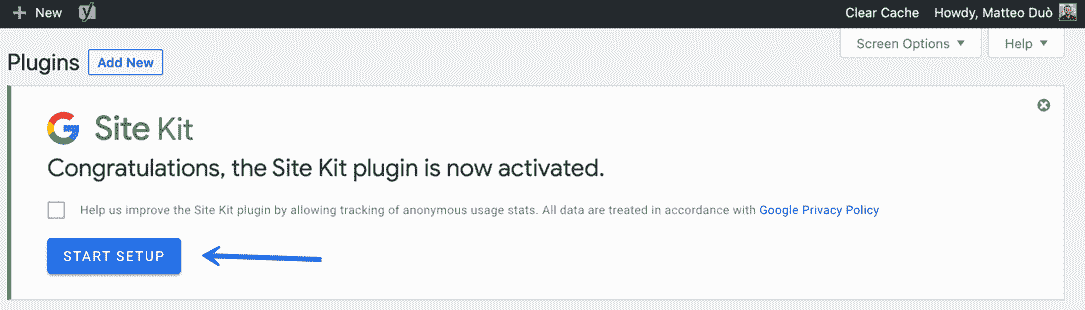 New
Clear Cache
Howdy, Matteo Duò
Screen Options
Help
Plugins
Add New
Site Kit
Congratulations, the Site Kit plugin is now activated.
Help us improve the Site Kit plugin by allowing tracking of anonymous usage stats. All data are treated in accordance with Google Privacy Policy
START SETUP